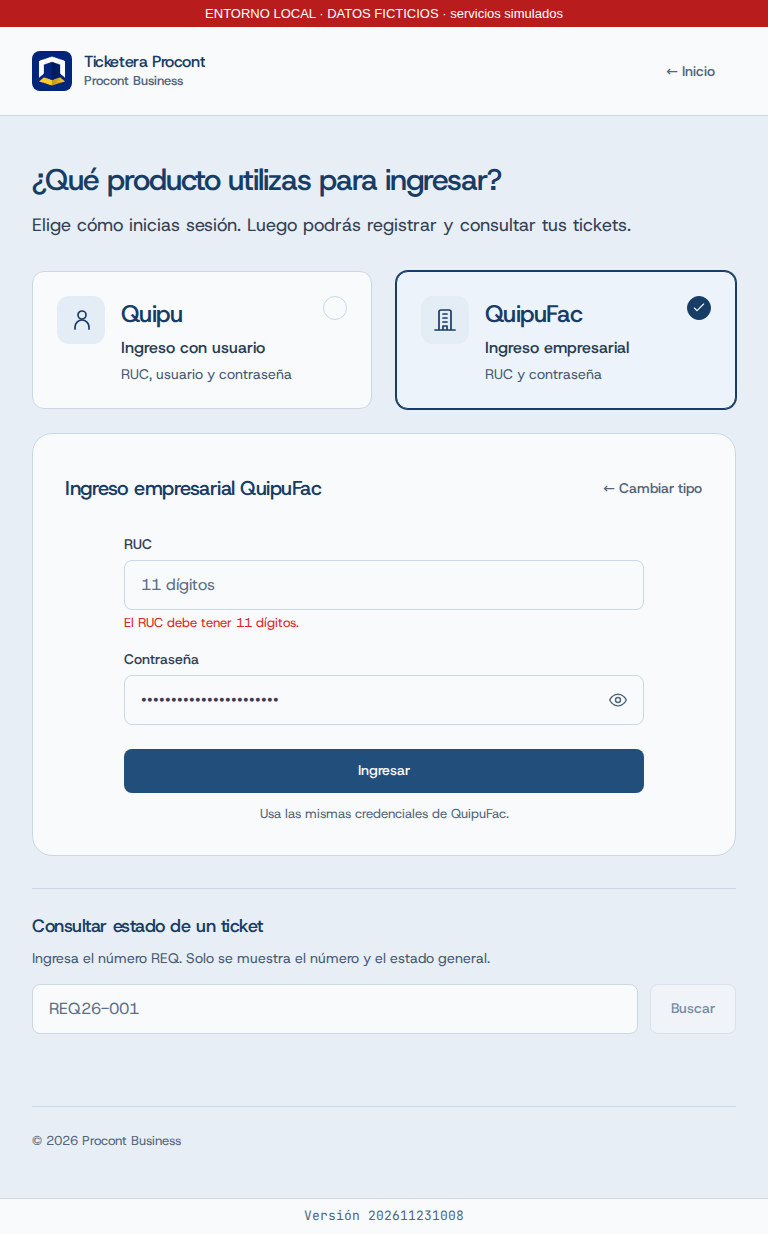 ENTORNO LOCAL · DATOS FICTICIOS · servicios simulados
Ticketera Procont
Procont Business
← Inicio
¿Qué producto utilizas para ingresar?
Elige cómo inicias sesión. Luego podrás registrar y consultar tus tickets.
Quipu
Ingreso con usuario
RUC, usuario y contraseña
QuipuFac
Ingreso empresarial
RUC y contraseña
Ingreso empresarial QuipuFac
← Cambiar tipo
RUC
11 dígitos
El RUC debe tener 11 dígitos.
Contraseña
•••••••••••••••••••••••
Ingresar
Usa las mismas credenciales de QuipuFac.
Consultar estado de un ticket
Ingresa el número REQ. Solo se muestra el número y el estado general.
REQ26-001
Buscar
© 2026 Procont Business
Versión 202611231008